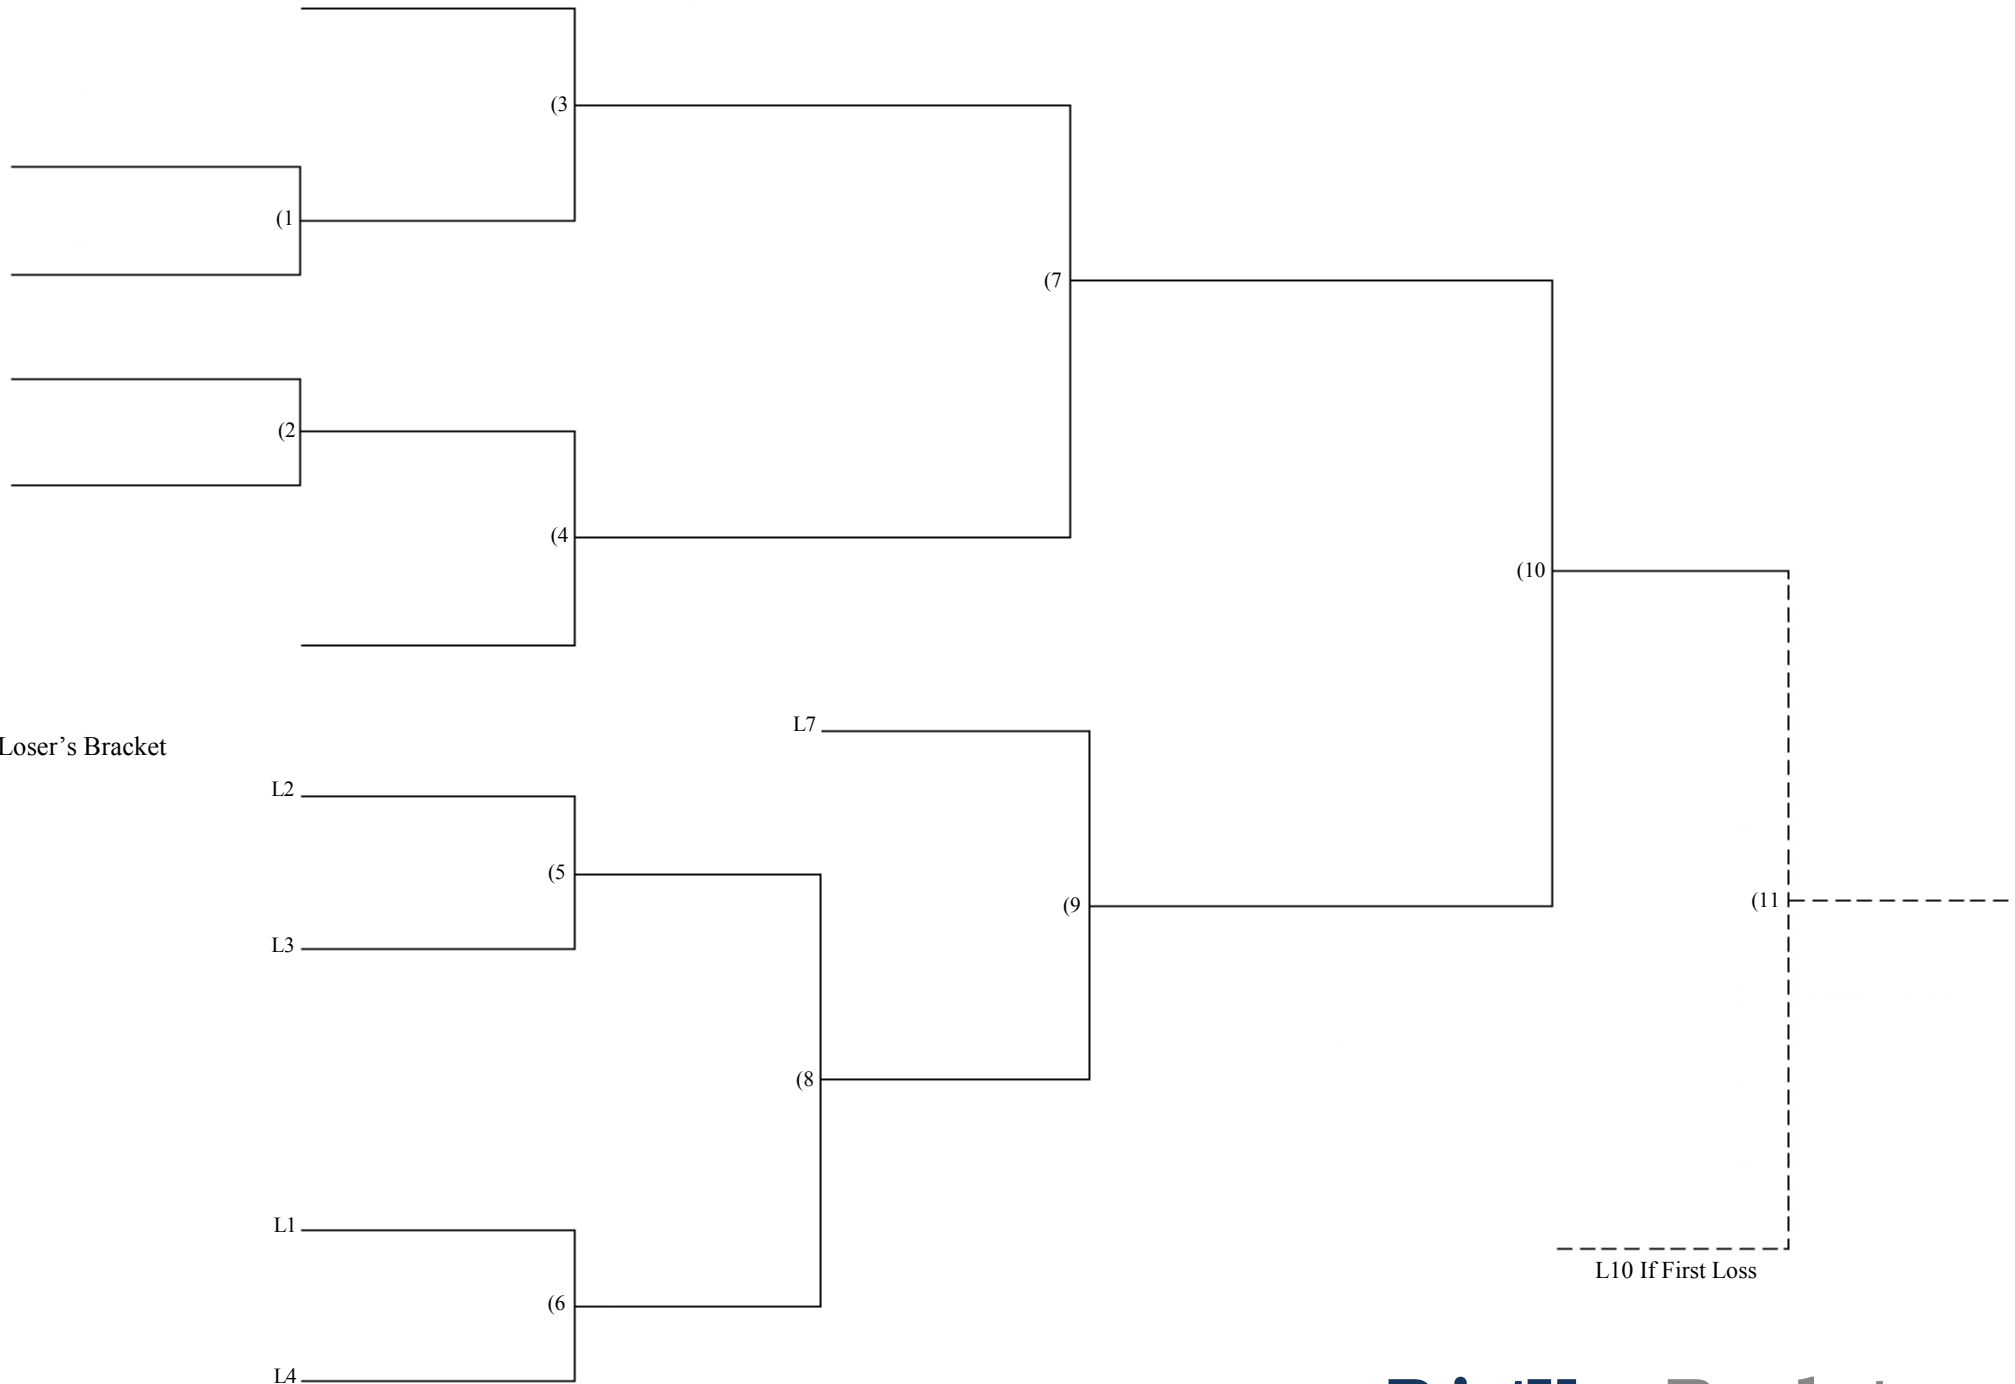 (3
(1
(7
(2
(4
(10
L7
Loser’s Bracket
L2
(5
(11
(9
L3
(8
L1
L10 If First Loss
(6
L4